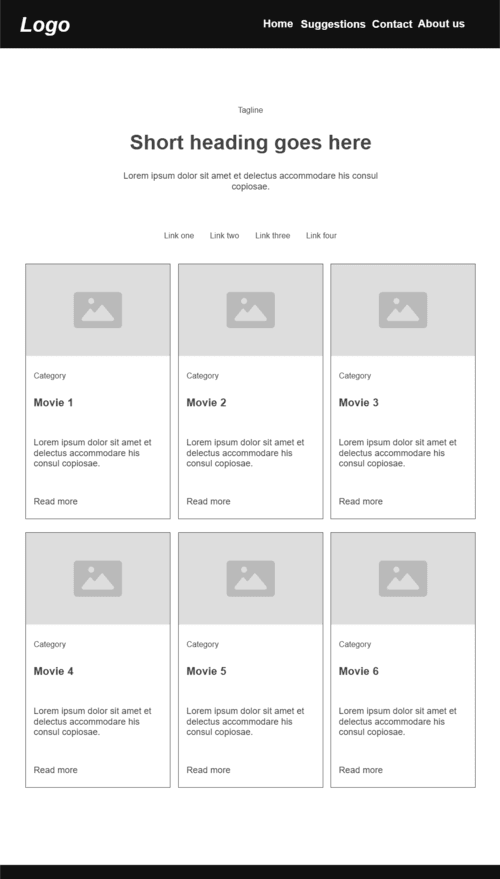 Logo
Home Suggestions Contact About us
Tagline
Short heading goes here
Lorem ipsum dolor sit amet et delectus accommodare his consul
copiosae.
Link one Link two Link three Link four
Category
Movie 1
Lorem ipsum dolor sit amet et
delectus accommodare his
consul copiosae.
Read more
Category
Movie 2
Lorem ipsum dolor sit amet et
delectus accommodare his
consul copiosae.
Read more
Category
Movie 3
Lorem ipsum dolor sit amet et
delectus accommodare his
consul copiosae.
Read more
Category
Movie 4
Lorem ipsum dolor sit amet et
delectus accommodare his
consul copiosae.
Read more
Category
Movie 5
Lorem ipsum dolor sit amet et
delectus accommodare his
consul copiosae.
Read more
Category
Movie 6
Lorem ipsum dolor sit amet et
delectus accommodare his
consul copiosae.
Read more